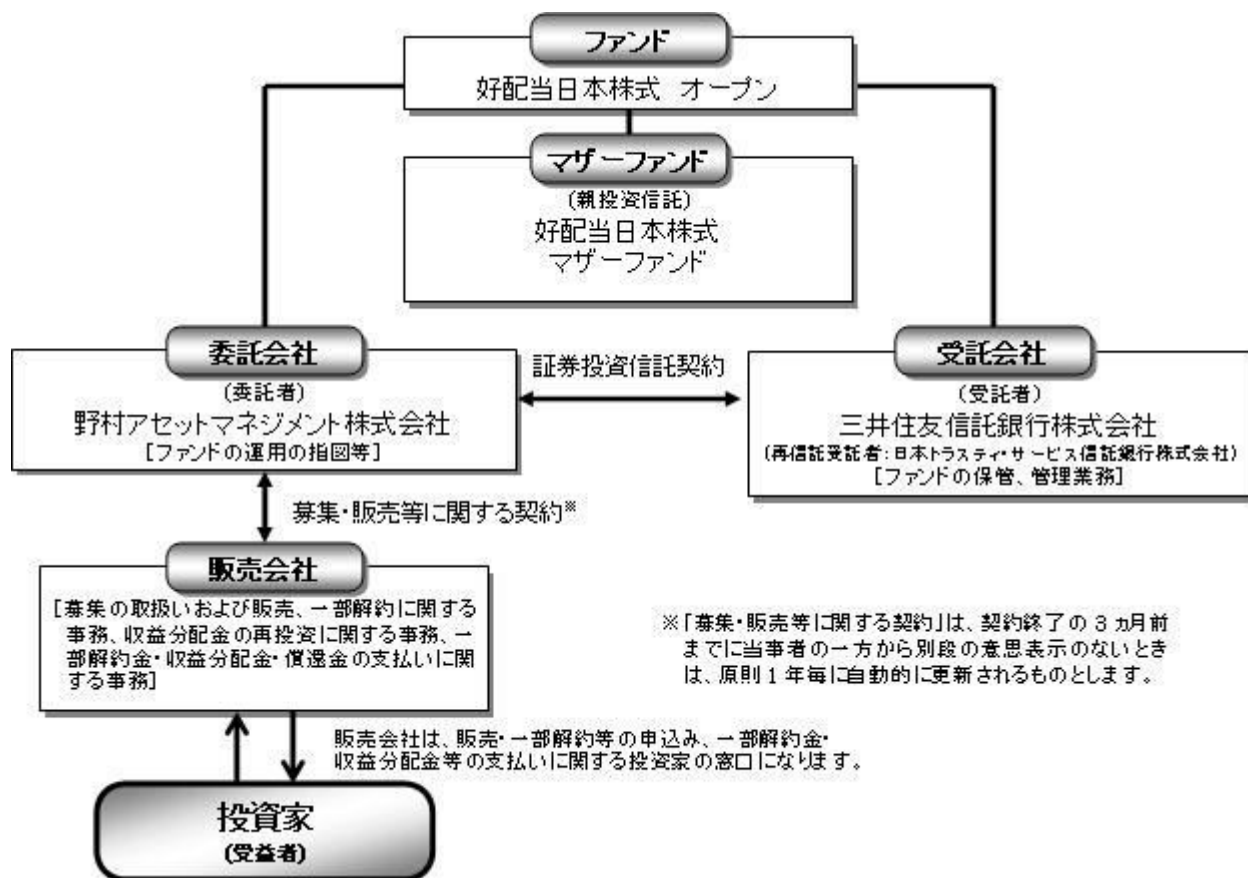 ファンド
好配当日本株式 オープン
マザーファンド
(親投資信託)
好配当日本株式
マザーファンド
委託会社
(委託者)
野村アセットマネジメント株式会社
[ファンドの運用の指図等]
証券投資信託契約
受託会社
(受託者)
三井住友信託銀行株式会社
(再信託受託者:日本トラスティ・サービス信託銀行株式会社)
[ファンドの保管、管理業務]
募集・販売等に関する契約※
販売会社
[募集の取扱いおよび販売、一部解約に関する
事務、収益分配金の再投資に関する事務、一
部解約金・収益分配金・償還金の支払いに関
する事務]
※「募集・販売等に関する契約」は、契約終了の3ヵ月前
までに当事者の一方から別段の意思表示のないとき
は、原則1年毎に自動的に更新されるものとします。
販売会社は、販売・一部解約等の申込み、一部解約金・
収益分配金等の支払いに関する投資家の窓口になります。
投資家
(受益者)